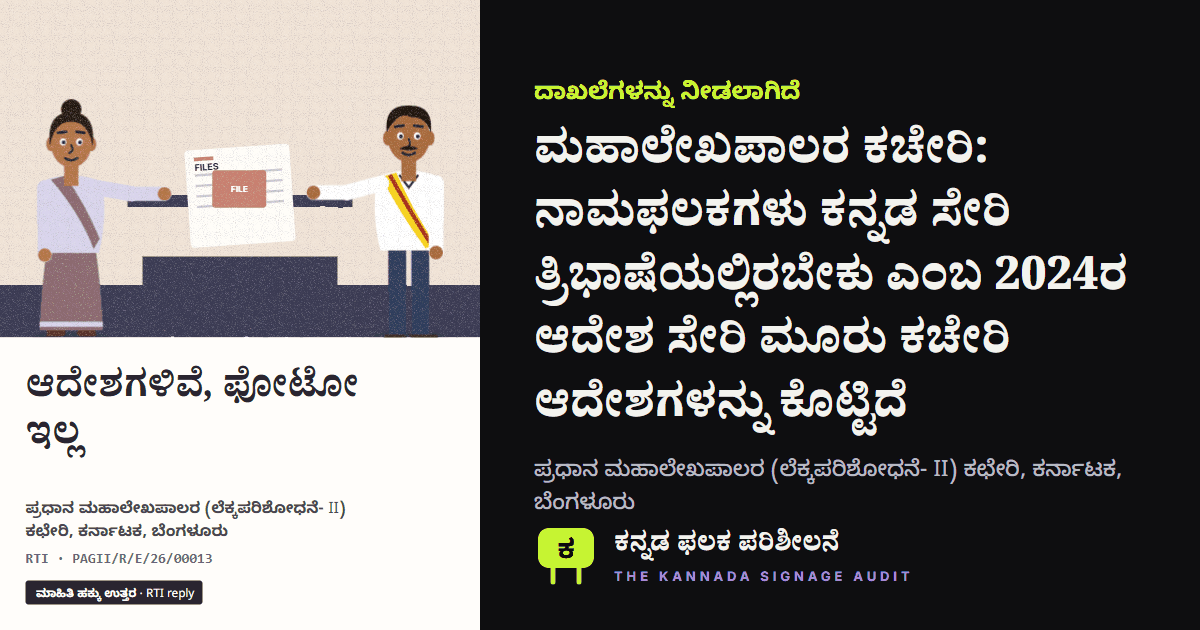 FILES
FILE
ಆದೇಶಗಳಿವೆ, ಫೋಟೋ
ಇಲ್ಲ
ಪ್ರಧಾನ ಮಹಾಲೇಖಪಾಲರ (ಲೆಕ್ಕಪರಿಶೋಧನೆ- II)
ಕಛೇರಿ, ಕರ್ನಾಟಕ, ಬೆಂಗಳೂರು
RTI · PAGII/R/E/26/00013
ಮಾಹಿತಿ ಹಕ್ಕು ಉತ್ತರ · RTI reply
ದಾಖಲೆಗಳನ್ನು ನೀಡಲಾಗಿದೆ
ಮಹಾಲೇಖಪಾಲರ ಕಚೇರಿ:
ನಾಮಫಲಕಗಳು ಕನ್ನಡ ಸೇರಿ
ತ್ರಿಭಾಷೆಯಲ್ಲಿರಬೇಕು ಎಂಬ 2024ರ
ಆದೇಶ ಸೇರಿ ಮೂರು ಕಚೇರಿ
ಆದೇಶಗಳನ್ನು ಕೊಟ್ಟಿದೆ
ಪ್ರಧಾನ ಮಹಾಲೇಖಪಾಲರ (ಲೆಕ್ಕಪರಿಶೋಧನೆ- II) ಕಛೇರಿ, ಕರ್ನಾಟಕ,
ಬೆಂಗಳೂರು
ಕ
ಕನ್ನಡ ಫಲಕ ಪರಿಶೀಲನೆ
THE KANNADA SIGNAGE AUDIT